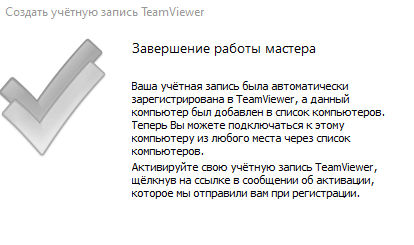 Создать учётную запись TeamViewer
Завершение работы мастера
Ваша учётная запись была автоматически
зарегистрирована в TeamViewer, а данный
компьютер был добавлен в список компьютеров.
Теперь Вы можете подключаться к этому
компьютеру из любого места через список
компьютеров.
Активируйте свою учётную запись TeamViewer,
щёлкнув на ссылке в сообщении об активации,
которое мы отправили вам при регистрации.